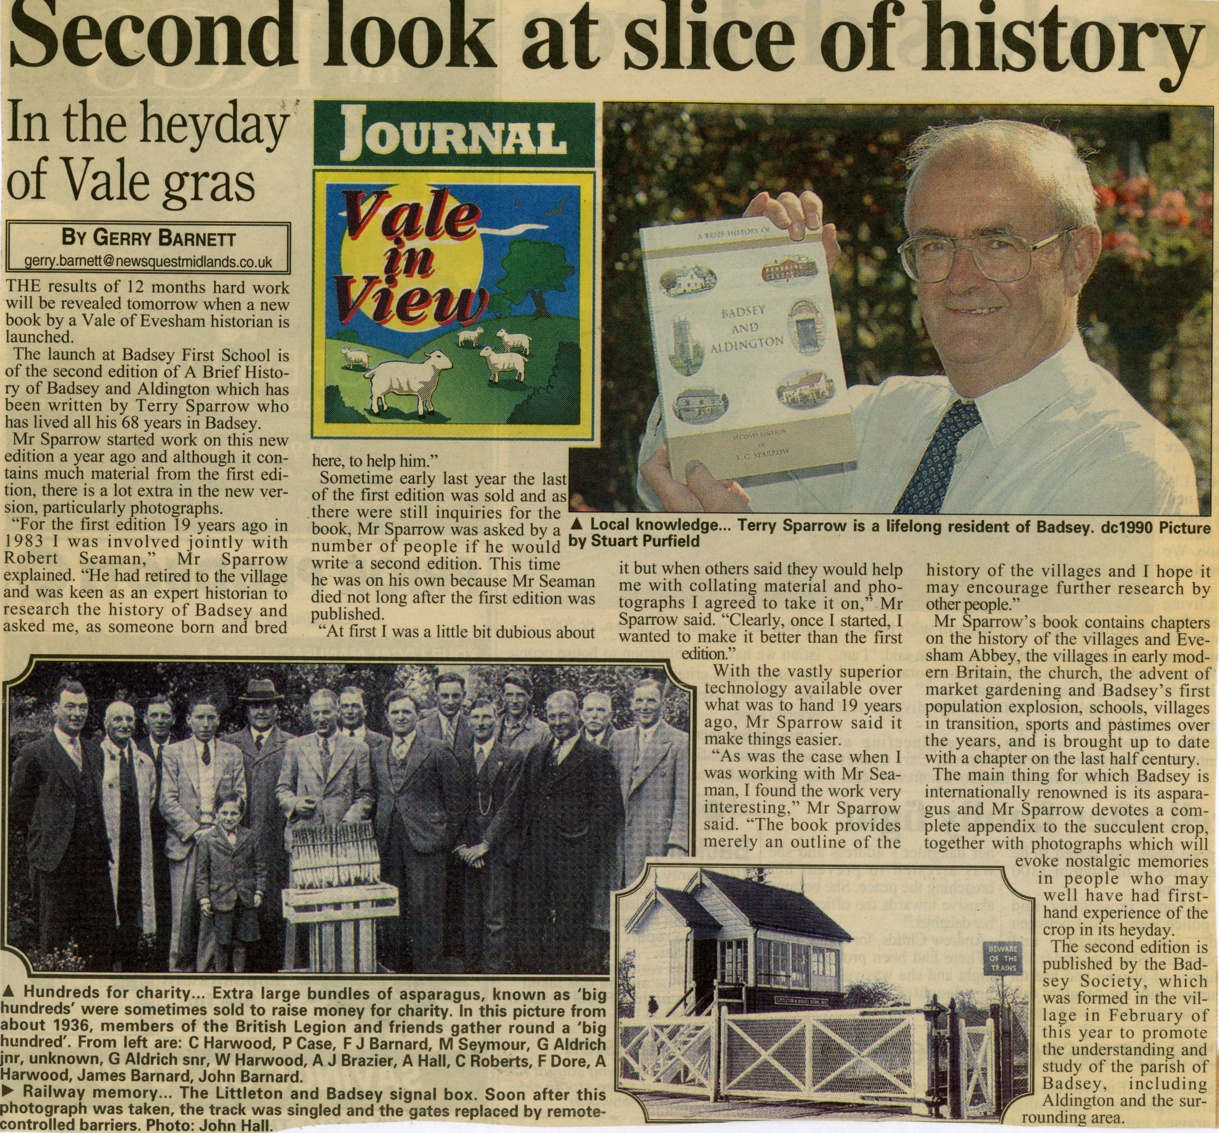 Second look at slice of history
In the heyday
of Vale gras
BY GERRY BARNETT
gerry.barnett@newsquestmidlands.co.uk
THE results of 12 months hard work
will be revealed tomorrow when a new
book by a Vale of Evesham historian is
launched.
The launch at Badsey First School is
of the second edition of A Brief Histo-
ry of Badsey and Aldington which has
been written by Terry Sparrow who
has lived all his 68 years in Badsey.
Mr Sparrow started work on this new
edition a year ago and although it con-
tains much material from the first edi-
tion, there is a lot extra in the new ver-
sion, particularly photographs.
“For the first edition 19 years ago in
1983 I was involved jointly with
Robert Seaman,” Mr Sparrow
explained. “He had retired to the village
and was keen as an expert historian to
research the history of Badsey and
asked me, as someone born and bred
JOURNAL
Vale
in
View
here, to help him.”
Sometime early last year the last
of the first edition was sold and as
there were still inquiries for the
book, Mr Sparrow was asked by a
number of people if he would
write a second edition. This time
he was on his own because Mr Seaman
died not long after the first edition was
published.
“At first I was a little bit dubious about
A BRIEF HISTORY OF
BADSEY
AND
ALDINGTON
SECOND EDITION
BY
T. C. SPARROW
▲ Local knowledge... Terry Sparrow is a lifelong resident of Badsey. dc1990 Picture
by Stuart Purfield
it but when others said they would help
me with collating material and pho-
tographs I agreed to take it on,” Mr
Sparrow said. “Clearly, once I started, I
wanted to make it better than the first
edition.”
With the vastly superior
technology available over
what was to hand 19 years
ago, Mr Sparrow said it
make things easier.
“As was the case when I
was working with Mr Sea-
man, I found the work very
interesting,” Mr Sparrow
said. “The book provides
merely an outline of the
history of the villages and I hope it
may encourage further research by
other people.”
Mr Sparrow's book contains chapters
on the history of the villages and Eve-
sham Abbey, the villages in early mod-
ern Britain, the church, the advent of
market gardening and Badsey's first
population explosion, schools, villages
in transition, sports and pastimes over
the years, and is brought up to date
with a chapter on the last half century.
The main thing for which Badsey is
internationally renowned is its aspara-
gus and Mr Sparrow devotes a com-
plete appendix to the succulent crop,
together with photographs which will
evoke nostalgic memories
in people who may
well have had first-
hand experience of the
crop in its heyday.
The second edition is
published by the Bad-
sey Society, which
was formed in the vil-
lage in February of
this year to promote
the understanding and
study of the parish of
Badsey, including
Aldington and the sur-
rounding area.
▲ Hundreds for charity... Extra large bundles of asparagus, known as 'big
hundreds' were sometimes sold to raise money for charity. In this picture from
about 1936, members of the British Legion and friends gather round a 'big
hundred'. From left are: C Harwood, P Case, F J Barnard, M Seymour, G Aldrich
jnr, unknown, G Aldrich snr, W Harwood, A J Brazier, A Hall, C Roberts, F Dore, A
Harwood, James Barnard, John Barnard.
► Railway memory... The Littleton and Badsey signal box. Soon after this
photograph was taken, the track was singled and the gates replaced by remote-
controlled barriers. Photo: John Hall.
BEWARE
OF THE
TRAINS